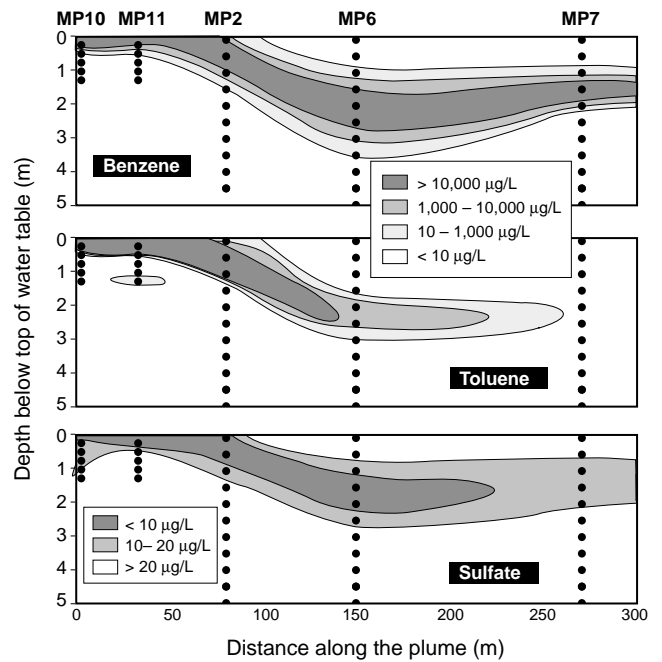 MP10 MP11 MP2 MP6 MP7
Depth below top of water table (m)
0
1
2
3
4
5
Benzene
> 10,000 µg/L
1,000 – 10,000 µg/L
10 – 1,000 µg/L
< 10 µg/L
0
1
2
3
4
5
Toluene
0
1
2
3
4
5
< 10 µg/L
10– 20 µg/L
> 20 µg/L
Sulfate
0 50 100 150 200 250 300
Distance along the plume (m)